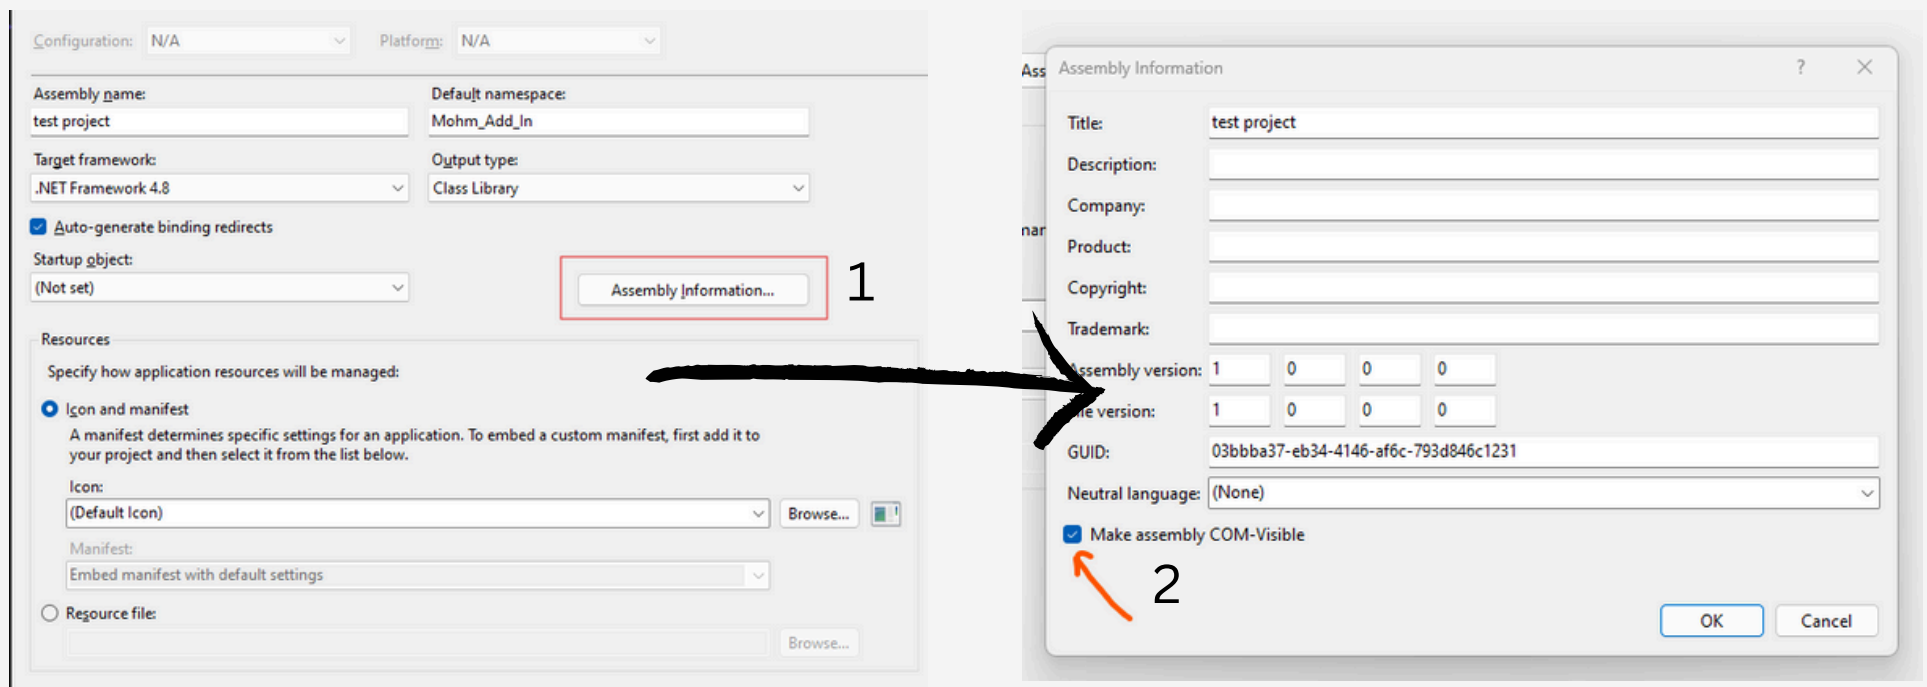 Configuration: N/A Platform: N/A
Assembly name: Default namespace:
test project Mohm_Add_In
Target framework: Output type:
.NET Framework 4.8 Class Library
Auto-generate binding redirects
Startup object:
(Not set) Assembly Information... 1
Resources
Specify how application resources will be managed:
Icon and manifest
A manifest determines specific settings for an application. To embed a custom manifest, first add it to
your project and then select it from the list below.
Icon:
(Default Icon) Browse...
Manifest:
Embed manifest with default settings
Resource file:
Browse...
Ass
Assembly Information ? 
Title: test project
Description:
Company:
Product:
Copyright:
Trademark:
Assembly version: 1 0 0 0
version: 1 0 0 0
GUID: 03bbba37-eb34-4146-af6c-793d846c1231
Neutral language: (None)
Make assembly COM-Visible
2
OK Cancel